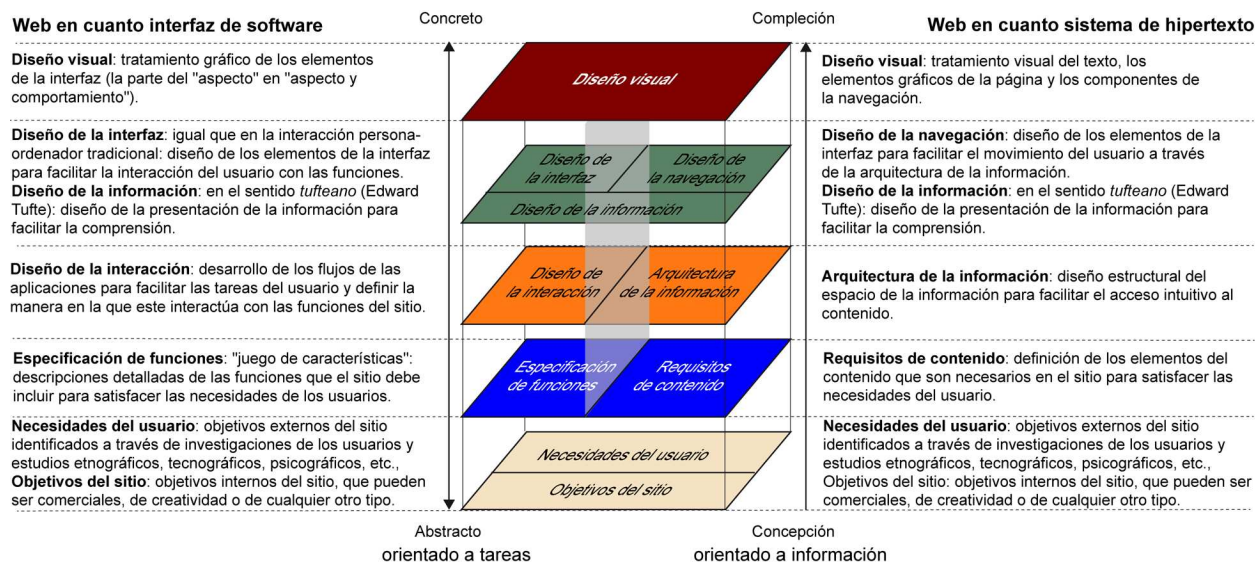 Web en cuanto interfaz de software
Concreto
Compleción
Web en cuanto sistema de hipertexto
Diseño visual: tratamiento gráfico de los elementos
de la interfaz (la parte del "aspecto" en "aspecto y
comportamiento").
Diseño visual
Diseño visual: tratamiento visual del texto, los
elementos gráficos de la página y los componentes de
la navegación.
Diseño de la interfaz: igual que en la interacción persona-
ordenador tradicional: diseño de los elementos de la interfaz
para facilitar la interacción del usuario con las funciones.
Diseño de la información: en el sentido tufteano (Edward
Tufte): diseño de la presentación de la información para
facilitar la comprensión.
Diseño de
la interfaz
Diseño de
la navegación
Diseño de la información
Diseño de la navegación: diseño de los elementos de la
interfaz para facilitar el movimiento del usuario a través
de la arquitectura de la información.
Diseño de la información: en el sentido tufteano (Edward
Tufte): diseño de la presentación de la información para
facilitar la comprensión.
Diseño de la interacción: desarrollo de los flujos de las
aplicaciones para facilitar las tareas del usuario y definir la
manera en la que este interactúa con las funciones del sitio.
Diseño de
la interacción
Arquitectura
de la información
Arquitectura de la información: diseño estructural del
espacio de la información para facilitar el acceso intuitivo al
contenido.
Especificación de funciones: "juego de características":
descripciones detalladas de las funciones que el sitio debe
incluir para satisfacer las necesidades de los usuarios.
Especificación
de funciones
Requisitos
de contenido
Requisitos de contenido: definición de los elementos del
contenido que son necesarios en el sitio para satisfacer las
necesidades del usuario.
Necesidades del usuario: objetivos externos del sitio
identificados a través de investigaciones de los usuarios y
estudios etnográficos, tecnográficos, psicográficos, etc.,
Objetivos del sitio: objetivos internos del sitio, que pueden
ser comerciales, de creatividad o de cualquier otro tipo.
Necesidades del usuario
Objetivos del sitio
Necesidades del usuario: objetivos externos del sitio
identificados a través de investigaciones de los usuarios y
estudios etnográficos, tecnográficos, psicográficos, etc.,
Objetivos del sitio: objetivos internos del sitio, que pueden ser
comerciales, de creatividad o de cualquier otro tipo.
Abstracto
orientado a tareas
Concepción
orientado a información